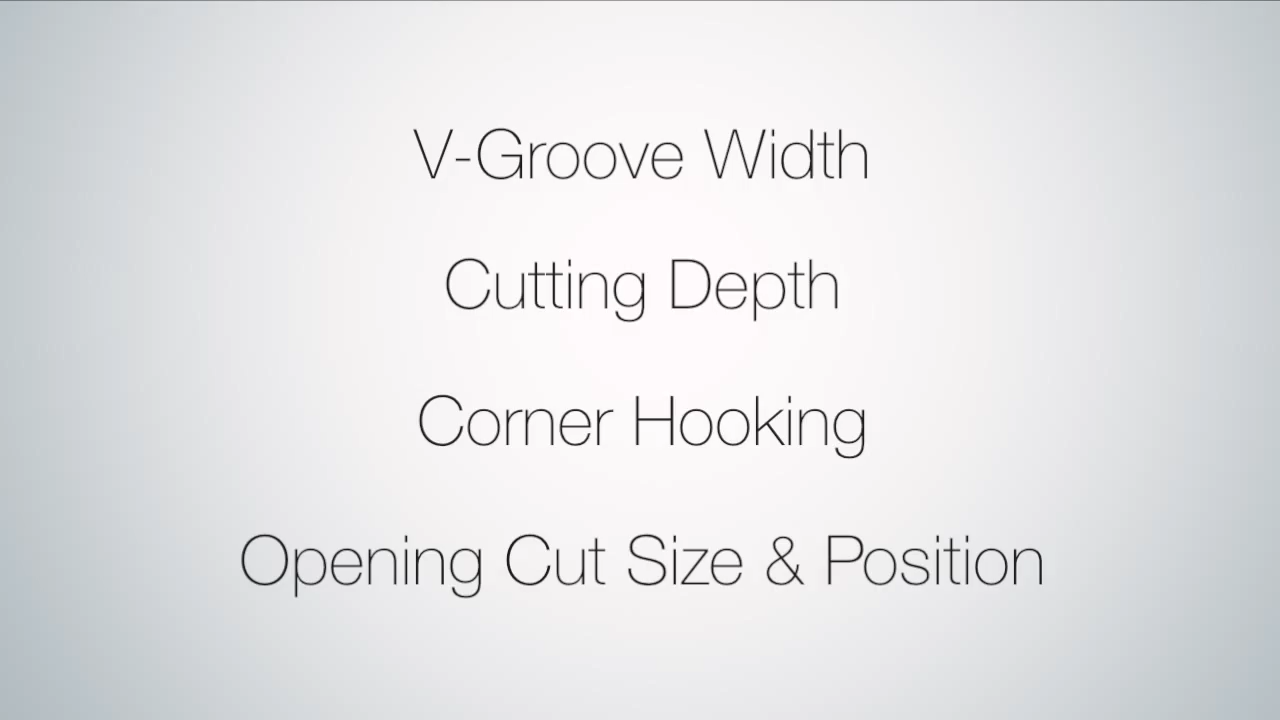 V-Groove Width
Cutting Depth
Corner Hooking
Opening Cut Size & Position